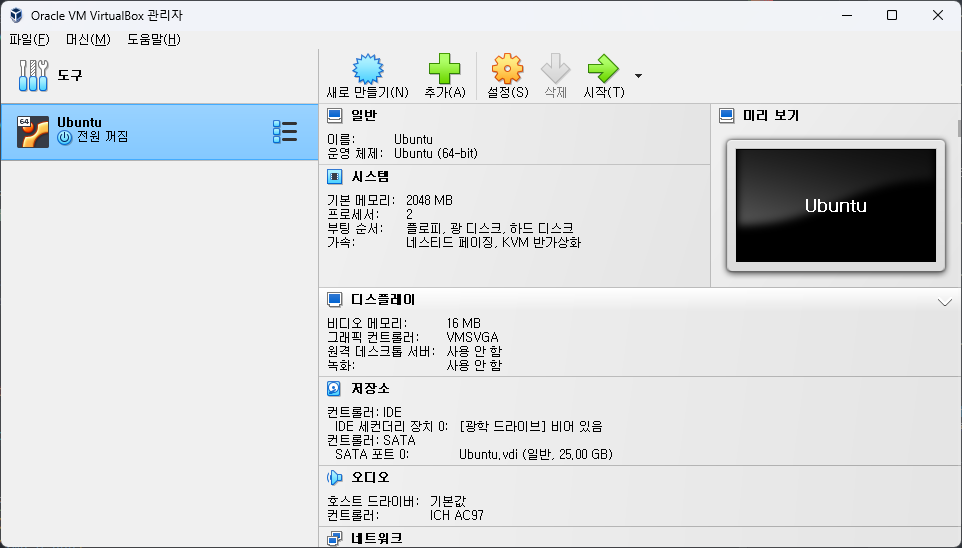 Oracle VM VirtualBox 관리자
파일(F) 머신(M) 도움말(H)
도구
새로 만들기(N) 추가(A) 설정(S) 삭제 시작(T)
64
Ubuntu
전원 꺼짐
일반
이름: Ubuntu
운영 체제: Ubuntu (64-bit)
미리 보기
Ubuntu
시스템
기본 메모리: 2048 MB
프로세서: 2
부팅 순서: 플로피, 광 디스크, 하드 디스크
가속: 네스티드 페이징, KVM 반가상화
디스플레이
비디오 메모리: 16 MB
그래픽 컨트롤러: VMSVGA
원격 데스크톱 서버: 사용 안 함
녹화: 사용 안 함
저장소
컨트롤러: IDE
IDE 세컨더리 장치 0: [광학 드라이브] 비어 있음
컨트롤러: SATA
SATA 포트 0: Ubuntu.vdi (일반, 25.00 GB)
오디오
호스트 드라이버: 기본값
컨트롤러: ICH AC97
네트워크